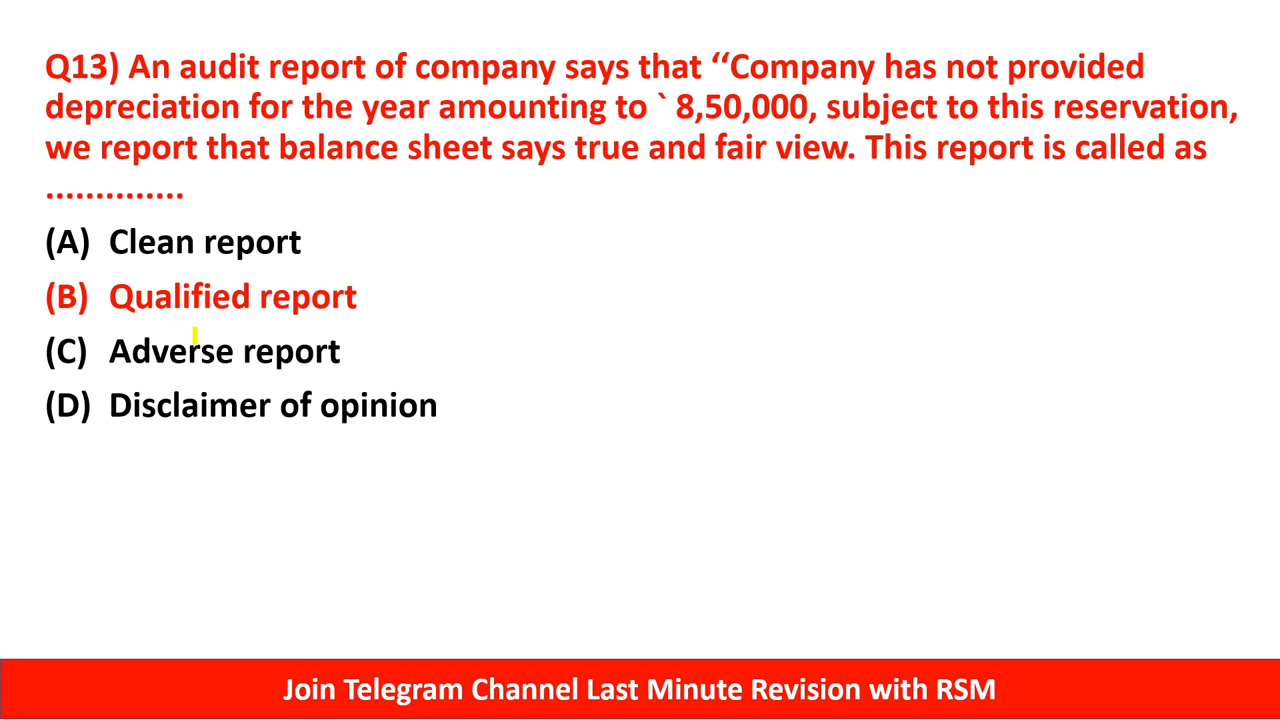 Q13) An audit report of company says that ‘‘Company has not provided
depreciation for the year amounting to ` 8,50,000, subject to this reservation,
we report that balance sheet says true and fair view. This report is called as
..............
(A) Clean report
(B) Qualified report
(C) Adverse report
(D) Disclaimer of opinion
Join Telegram Channel Last Minute Revision with RSM